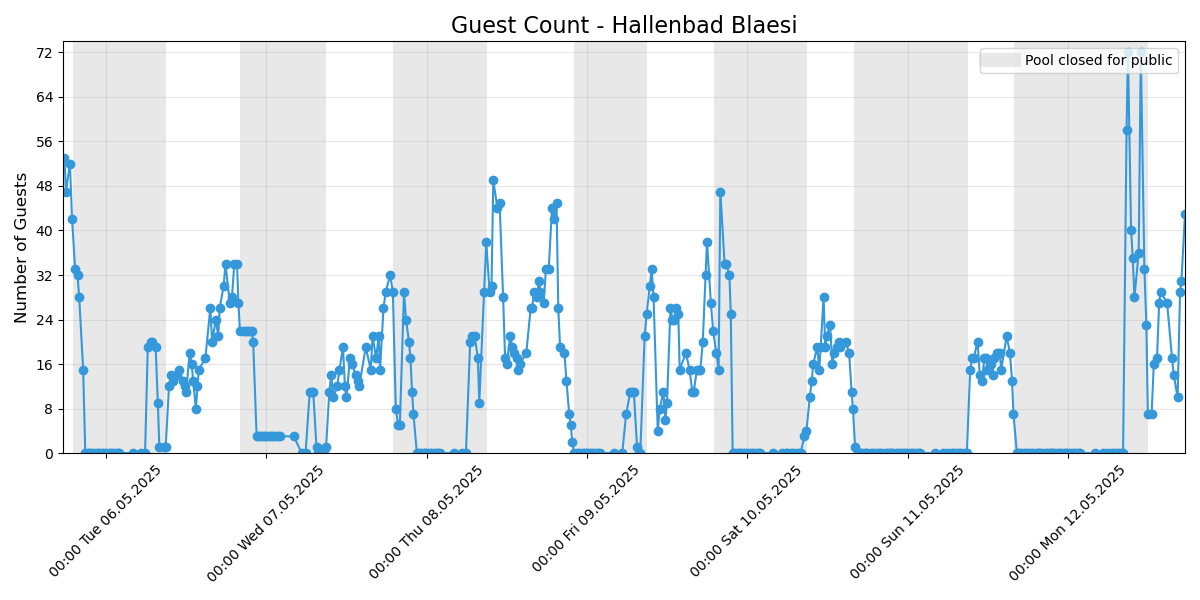 Guest Count - Hallenbad Blaesi
Pool closed for public
Number of Guests
72
64
56
48
40
32
24
16
8
0
00:00 Tue 06.05.2025
00:00 Wed 07.05.2025
00:00 Thu 08.05.2025
00:00 Fri 09.05.2025
00:00 Sat 10.05.2025
00:00 Sun 11.05.2025
00:00 Mon 12.05.2025